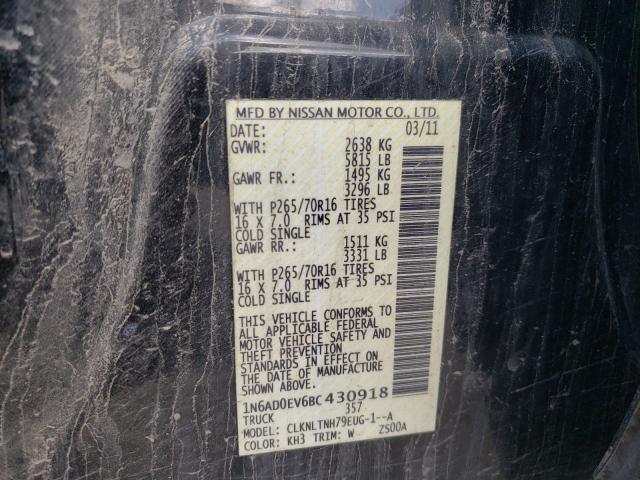 MFD BY NISSAN MOTOR CO., LTD.
DATE: 03/11
GVWR: 2638 KG
5815 LB
GAWR FR.: 1495 KG
3296 LB
WITH P265/70R16 TIRES
16 X 7.0 RIMS AT 35 PSI
COLD SINGLE
GAWR RR.: 1511 KG
3331 LB
WITH P265/70R16 TIRES
16 X 7.0 RIMS AT 35 PSI
COLD SINGLE
THIS VEHICLE CONFORMS TO
ALL APPLICABLE FEDERAL
MOTOR VEHICLE SAFETY AND
THEFT PREVENTION
STANDARDS IN EFFECT ON
THE DATE OF MANUFACTURE
SHOWN ABOVE.
1N6AD0EV6BC430918
TRUCK 357
MODEL: CLKNLTNH79EUG-1--A
COLOR: KH3 TRIM: W ZS00A